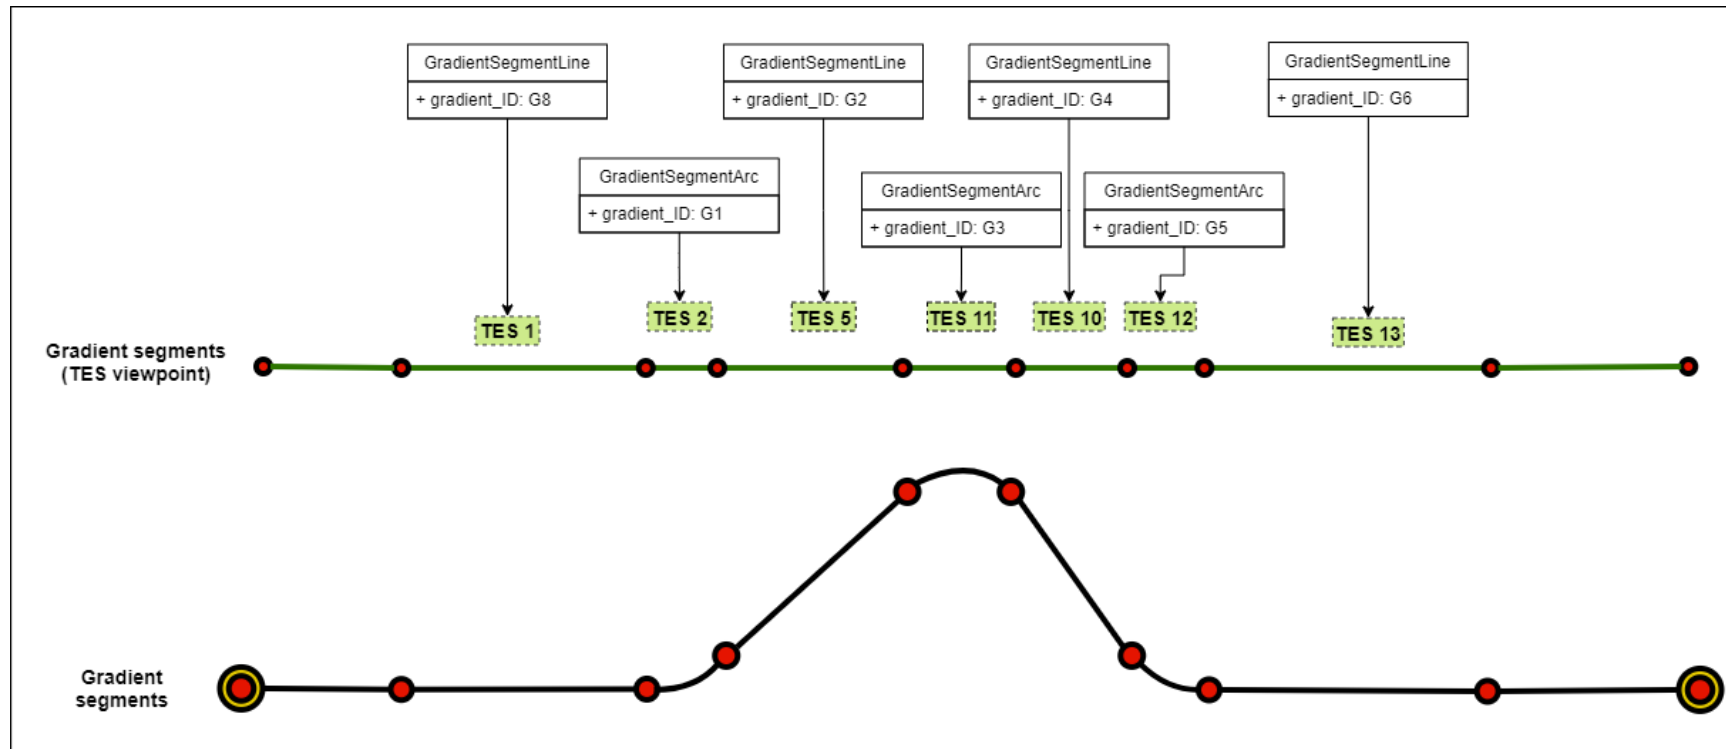 GradientSegmentLine
+ gradient_ID: G8
GradientSegmentLine
+ gradient_ID: G2
GradientSegmentLine
+ gradient_ID: G4
GradientSegmentLine
+ gradient_ID: G6
GradientSegmentArc
+ gradient_ID: G1
GradientSegmentArc
+ gradient_ID: G3
GradientSegmentArc
+ gradient_ID: G5
TES 1
TES 2
TES 5
TES 11
TES 10
TES 12
TES 13
Gradient segments
(TES viewpoint)
Gradient
segments